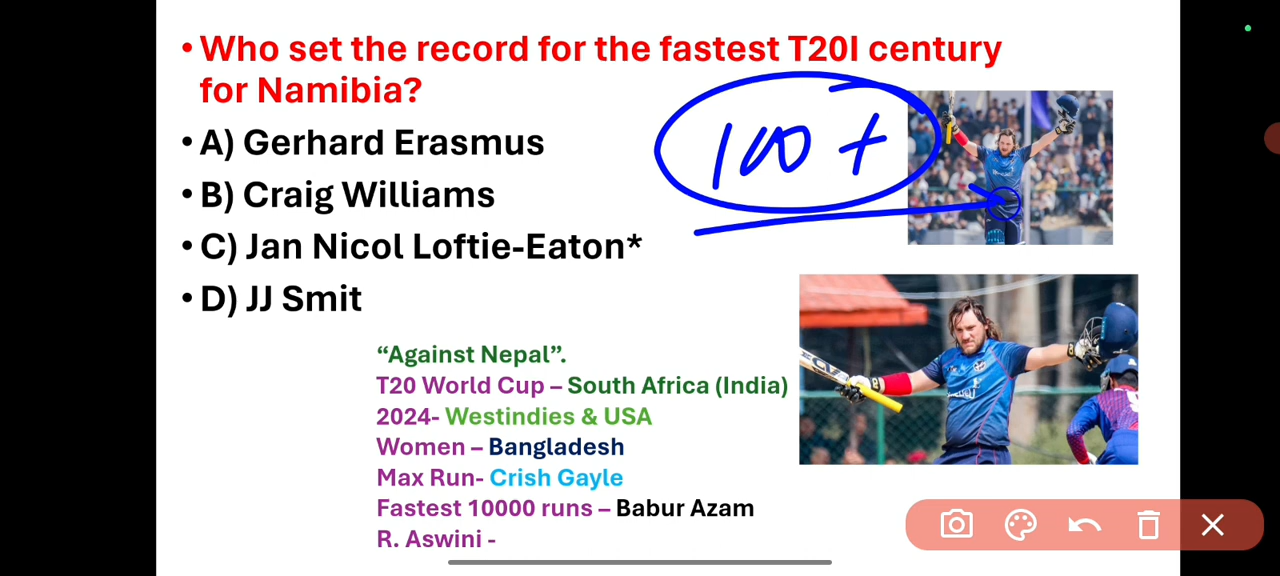 • Who set the record for the fastest T20I century
for Namibia?
• A) Gerhard Erasmus
• B) Craig Williams
• C) Jan Nicol Loftie-Eaton*
• D) JJ Smit
100 +
“Against Nepal”.
T20 World Cup – South Africa (India)
2024- Westindies & USA
Women – Bangladesh
Max Run- Crish Gayle
Fastest 10000 runs – Babur Azam
R. Aswini -